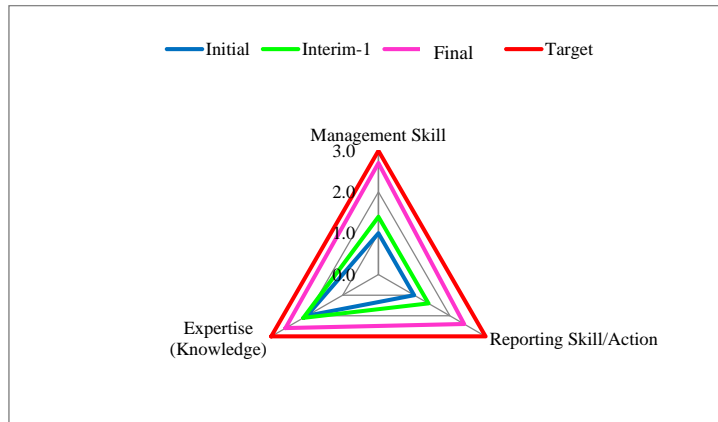 Initial Interim-1 Final Target
Management Skill
3.0
2.0
1.0
0.0
Expertise
(Knowledge)
Reporting Skill/Action